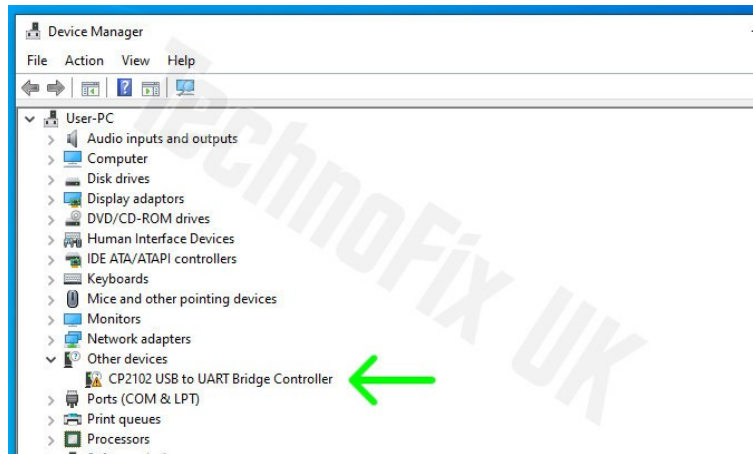 Device Manager
File Action View Help
User-PC
Audio inputs and outputs
Computer
Disk drives
Display adaptors
DVD/CD-ROM drives
Human Interface Devices
IDE ATA/ATAPI controllers
Keyboards
Mice and other pointing devices
Monitors
Network adapters
Other devices
CP2102 USB to UART Bridge Controller
Ports (COM & LPT)
Print queues
Processors
TechnoFix UK